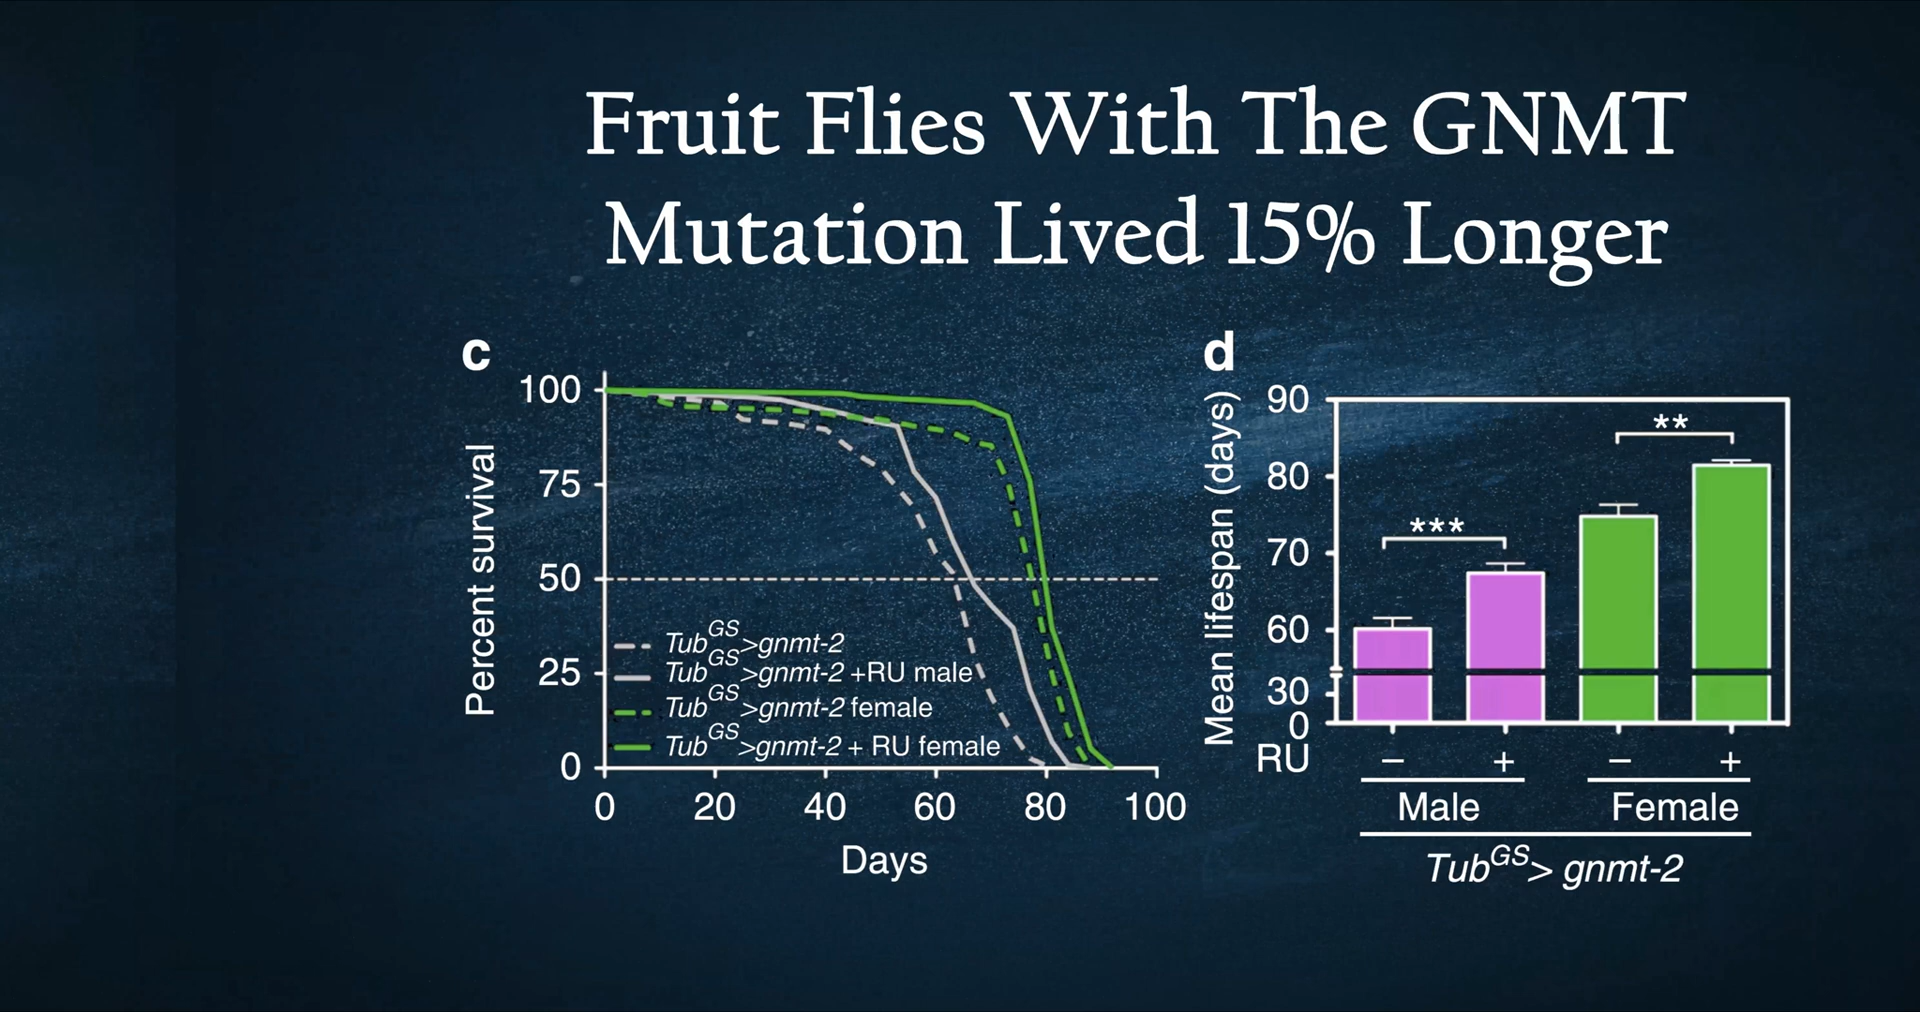 Fruit Flies With The GNMT
Mutation Lived 15% Longer
c
100
75
50
25
0
Percent survival
Tub^GS>gnmt-2
Tub^GS>gnmt-2 +RU male
Tub^GS>gnmt-2 female
Tub^GS>gnmt-2 + RU female
0 20 40 60 80 100
Days
d
90
80
70
60
30
0
Mean lifespan (days)
***
**
RU − + − +
Male Female
Tub^GS> gnmt-2